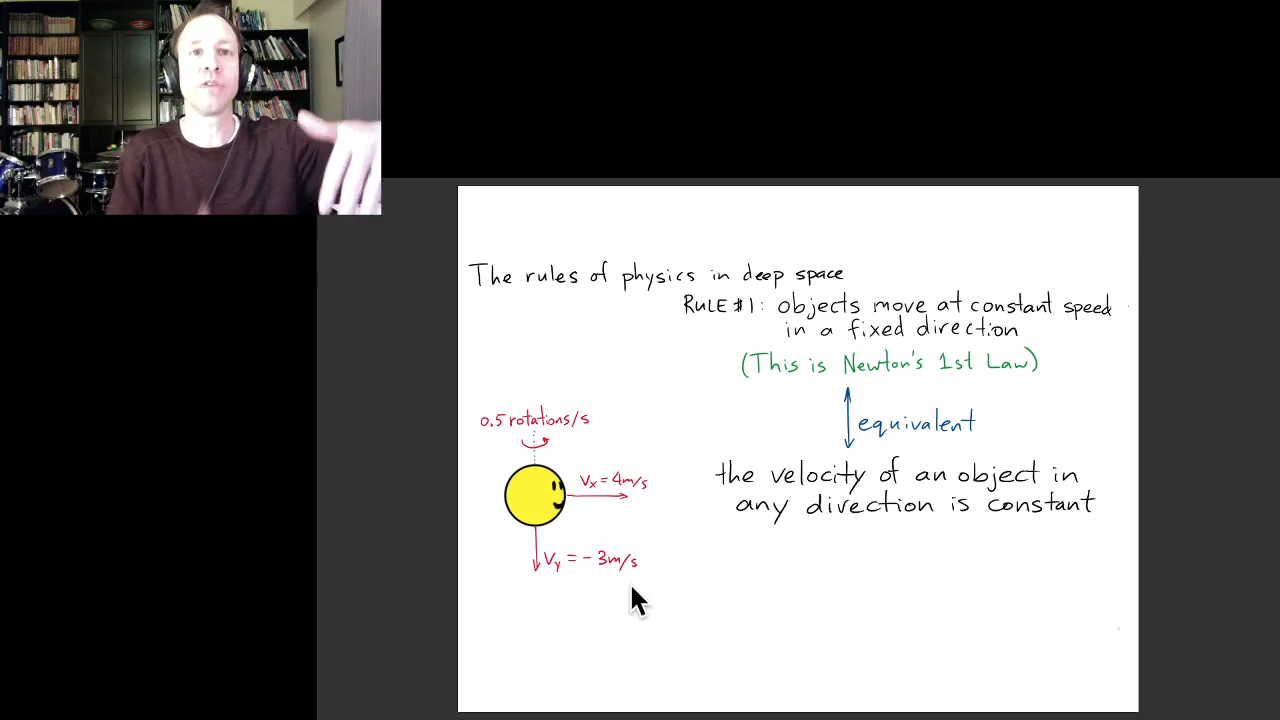 The rules of physics in deep space
RULE #1: objects move at constant speed
in a fixed direction
(This is Newton's 1st Law)
equivalent
0.5 rotations/s
the velocity of an object in
any direction is constant
Vx = 4m/s
Vy = - 3m/s